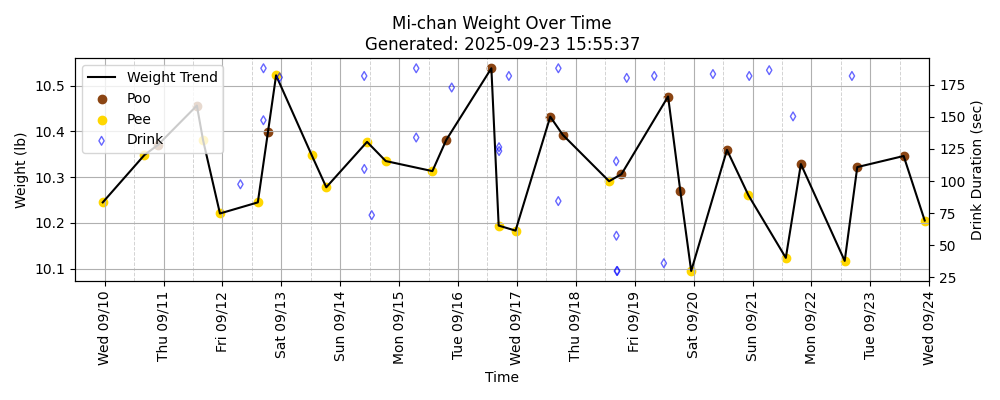 Mi-chan Weight Over Time
Generated: 2025-09-23 15:55:37
Weight Trend
Poo
Pee
Drink
Weight (lb)
10.5
10.4
10.3
10.2
10.1
Drink Duration (sec)
175
150
125
100
75
50
25
Wed 09/10
Thu 09/11
Fri 09/12
Sat 09/13
Sun 09/14
Mon 09/15
Tue 09/16
Wed 09/17
Thu 09/18
Fri 09/19
Sat 09/20
Sun 09/21
Mon 09/22
Tue 09/23
Wed 09/24
Time